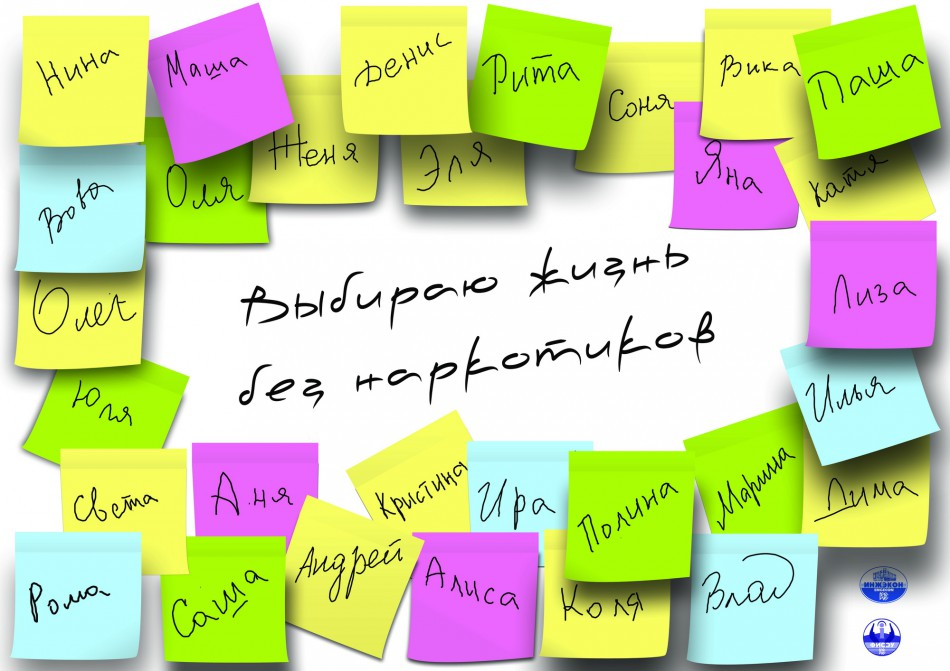 Нина
Маша
Денис
Рита
Соня
Вика
Паша
Вова
Оля
Женя
Эля
Яна
Катя
Олег
Выбираю жизнь
без наркотиков
Лиза
Юля
Илья
Света
Аня
Кристина
Ира
Полина
Марина
Дима
Рома
Саша
Андрей
Алиса
Коля
Влад
ИНЖЭКОН